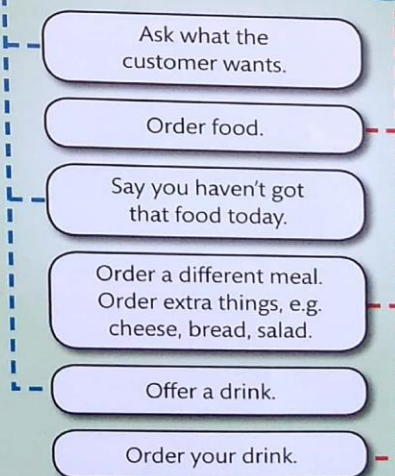 Ask what the
customer wants.
Order food.
Say you haven't got
that food today.
Order a different meal.
Order extra things, e.g.
cheese, bread, salad.
Offer a drink.
Order your drink.